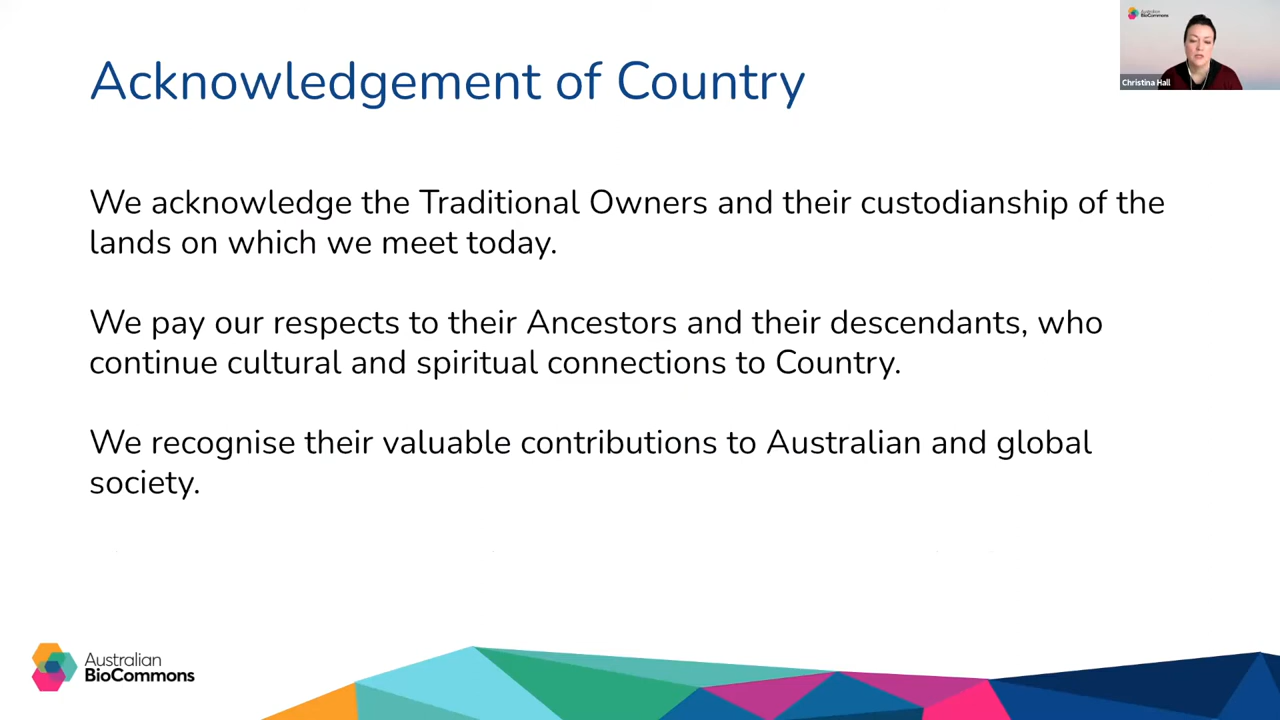 Acknowledgement of Country
Australian
BioCommons
Christina Hall
We acknowledge the Traditional Owners and their custodianship of the
lands on which we meet today.
We pay our respects to their Ancestors and their descendants, who
continue cultural and spiritual connections to Country.
We recognise their valuable contributions to Australian and global
society.
Australian
BioCommons